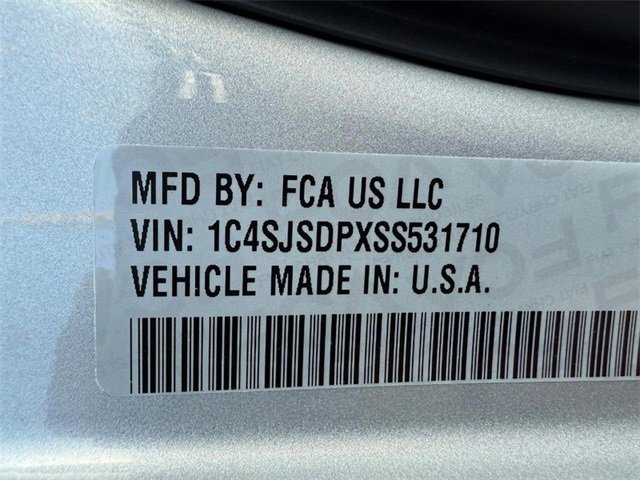 MFD BY: FCA US LLC
VIN: 1C4SJSDPXSS531710
VEHICLE MADE IN: U.S.A.